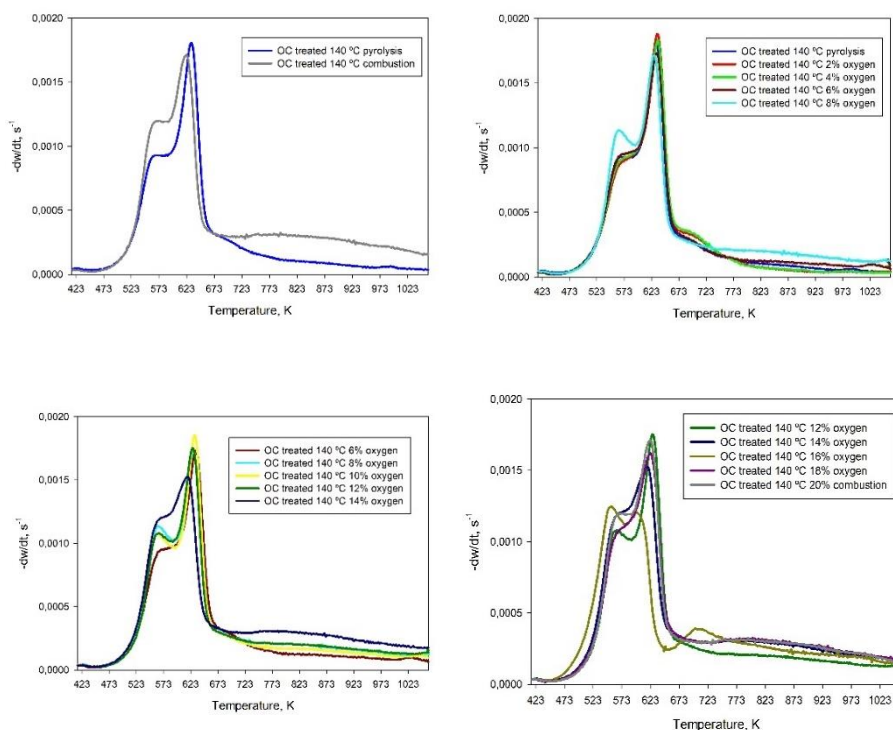 0,0020
0,0015
0,0010
0,0005
0,0000
-dw/dt, s⁻¹
OC treated 140 ºC pyrolysis
OC treated 140 ºC combustion
423 473 523 573 623 673 723 773 823 873 923 973 1023
Temperature, K
0,0020
0,0015
0,0010
0,0005
0,0000
-dw/dt, s⁻¹
OC treated 140 ºC pyrolysis
OC treated 140 ºC 2% oxygen
OC treated 140 ºC 4% oxygen
OC treated 140 ºC 6% oxygen
OC treated 140 ºC 8% oxygen
423 473 523 573 623 673 723 773 823 873 923 973 1023
Temperature, K
0,0020
0,0015
0,0010
0,0005
0,0000
-dw/dt, s⁻¹
OC treated 140 ºC 6% oxygen
OC treated 140 ºC 8% oxygen
OC treated 140 ºC 10% oxygen
OC treated 140 ºC 12% oxygen
OC treated 140 ºC 14% oxygen
423 473 523 573 623 673 723 773 823 873 923 973 1023
Temperature, K
0,0020
0,0015
0,0010
0,0005
0,0000
-dw/dt, s⁻¹
OC treated 140 ºC 12% oxygen
OC treated 140 ºC 14% oxygen
OC treated 140 ºC 16% oxygen
OC treated 140 ºC 18% oxygen
OC treated 140 ºC 20% combustion
423 473 523 573 623 673 723 773 823 873 923 973 1023
Temperature, K